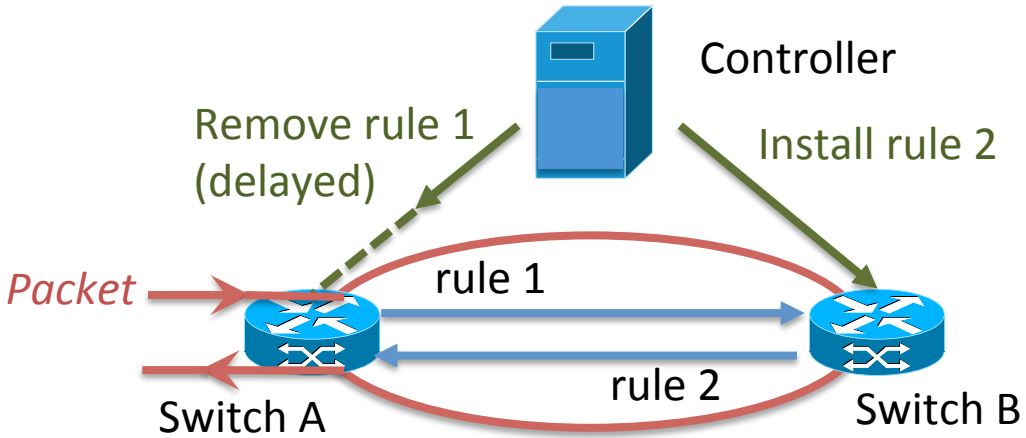 Controller
Remove rule 1
(delayed)
Install rule 2
Packet
rule 1
rule 2
Switch A
Switch B